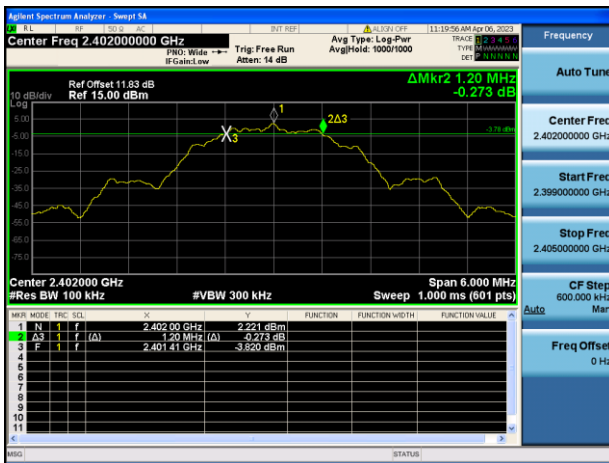 Agilent Spectrum Analyzer - Swept SA
RL RF 50 Ω AC INT REF ALIGN OFF 11:19:56 AM Apr 06, 2023
Center Freq 2.402000000 GHz
PNO: Wide
IFGain:Low
Trig: Free Run
Atten: 14 dB
Avg Type: Log-Pwr
Avg|Hold: 1000/1000
TRACE 1 2 3 4 5 6
TYPE M W W W W W
DET P N N N N N
Ref Offset 11.83 dB
Ref 15.00 dBm
10 dB/div
Log
ΔMkr2 1.20 MHz
-0.273 dB
1
2Δ3
3
-3.78 dBm
5.00
-5.00
-15.0
-25.0
-35.0
-45.0
-55.0
-65.0
-75.0
Center 2.402000 GHz
Span 6.000 MHz
#Res BW 100 kHz
#VBW 300 kHz
Sweep 1.000 ms (601 pts)
MKR MODE TRC SCL X Y FUNCTION FUNCTION WIDTH FUNCTION VALUE
1 N 1 f 2.402 00 GHz 2.221 dBm
2 Δ3 1 f (Δ) 1.20 MHz (Δ) -0.273 dB
3 F 1 f 2.401 41 GHz -3.820 dBm
4
5
6
7
8
9
10
11
MSG
STATUS
Frequency
Auto Tune
Center Freq
2.402000000 GHz
Start Freq
2.399000000 GHz
Stop Freq
2.405000000 GHz
CF Step
600.000 kHz
Auto Man
Freq Offset
0 Hz